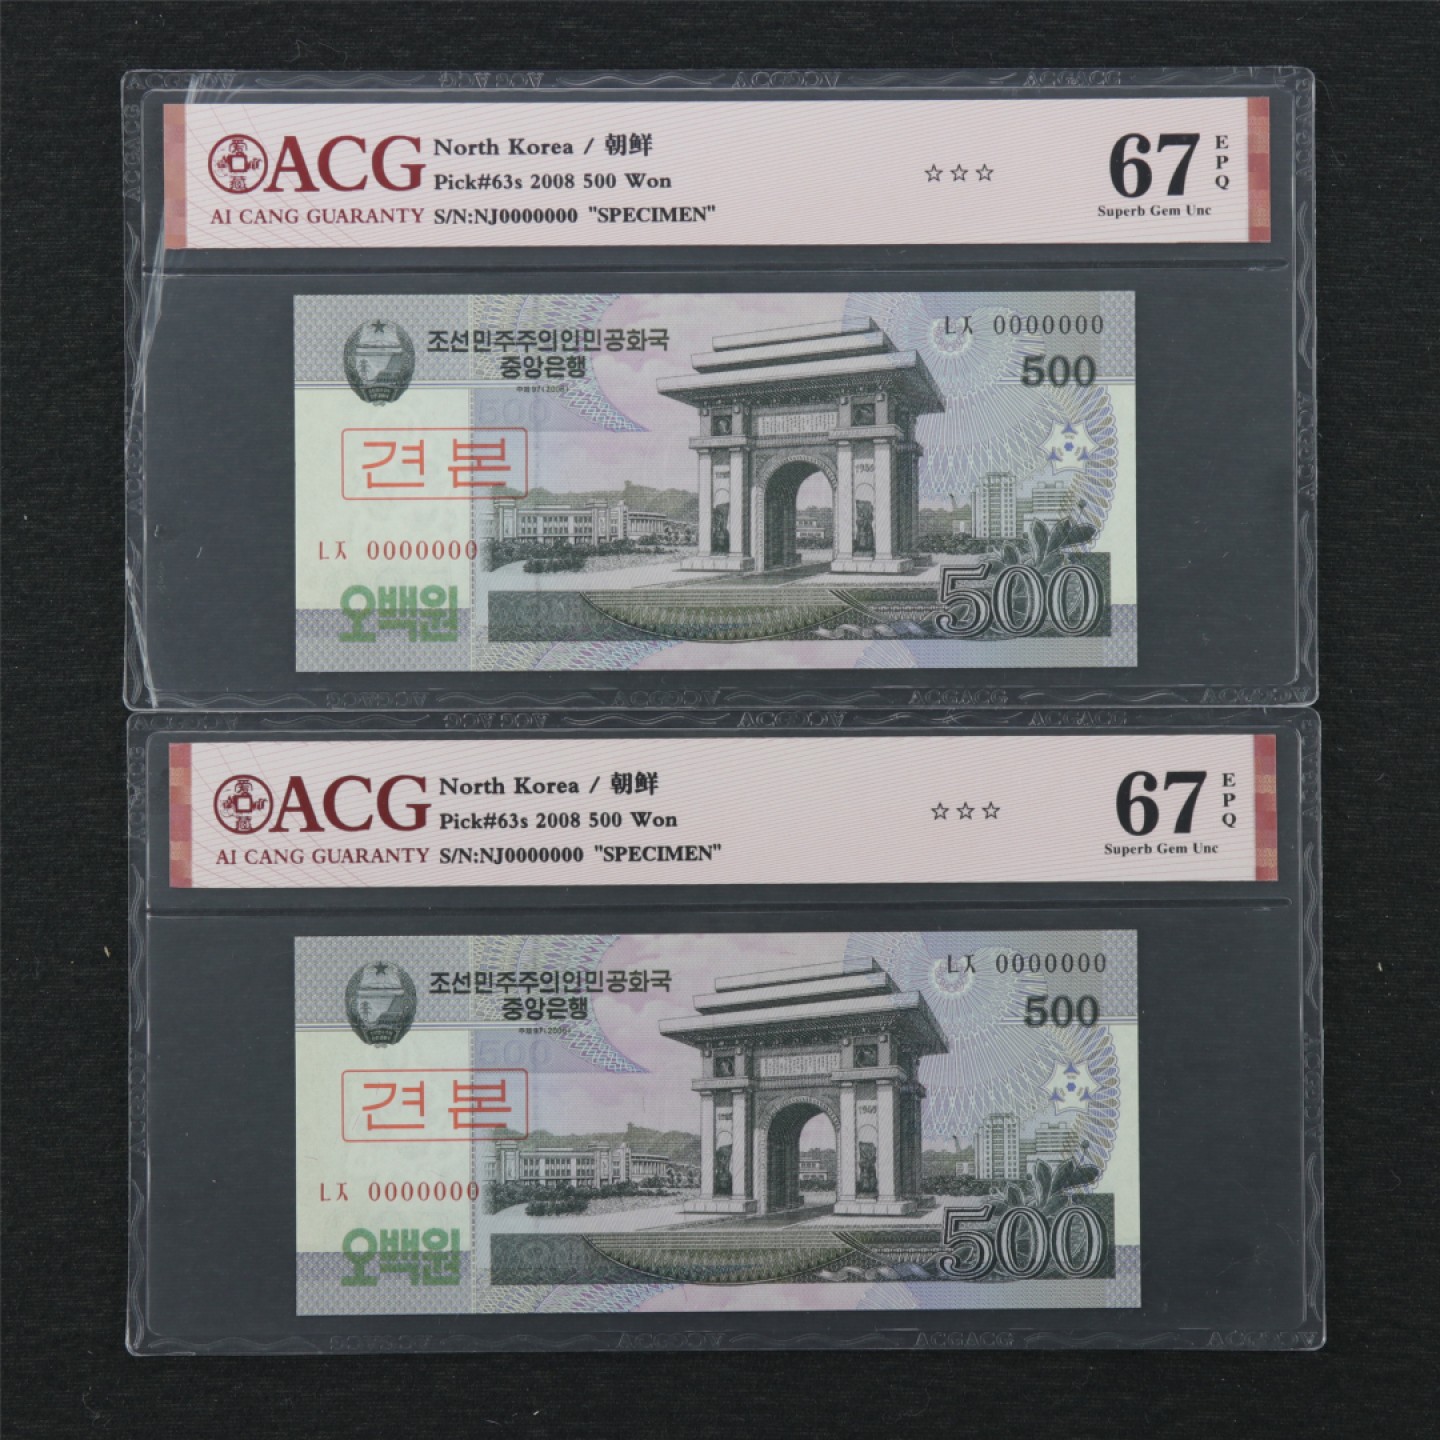 ACG
North Korea / 朝鲜
Pick#63s 2008 500 Won
AI CANG GUARANTY
S/N:NJ0000000 "SPECIMEN"
☆☆☆
67
EPQ
Superb Gem Unc
조선민주주의인민공화국
중앙은행
ㄴㅈ 0000000
500
500
견본
ㄴㅈ 0000000
오백원
500
ACG
North Korea / 朝鲜
Pick#63s 2008 500 Won
AI CANG GUARANTY
S/N:NJ0000000 "SPECIMEN"
☆☆☆
67
EPQ
Superb Gem Unc
조선민주주의인민공화국
중앙은행
ㄴㅈ 0000000
500
500
견본
ㄴㅈ 0000000
오백원
500